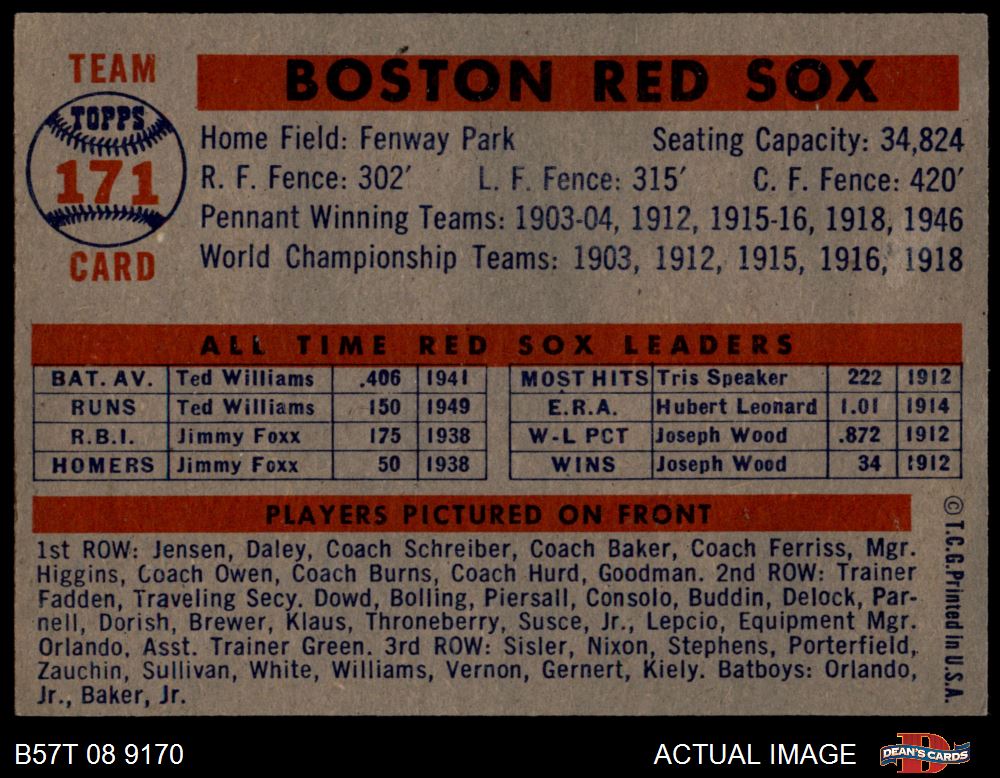 TEAM
TOPPS
171
CARD
BOSTON RED SOX
Home Field: Fenway Park Seating Capacity: 34,824
R. F. Fence: 302′ L. F. Fence: 315′ C. F. Fence: 420′
Pennant Winning Teams: 1903-04, 1912, 1915-16, 1918, 1946
World Championship Teams: 1903, 1912, 1915, 1916, 1918
ALL TIME RED SOX LEADERS
BAT. AV. Ted Williams .406 1941 MOST HITS Tris Speaker 222 1912
RUNS Ted Williams 150 1949 E.R.A. Hubert Leonard 1.01 1914
R.B.I. Jimmy Foxx 175 1938 W-L PCT Joseph Wood .872 1912
HOMERS Jimmy Foxx 50 1938 WINS Joseph Wood 34 1912
PLAYERS PICTURED ON FRONT
1st ROW: Jensen, Daley, Coach Schreiber, Coach Baker, Coach Ferriss, Mgr.
Higgins, Coach Owen, Coach Burns, Coach Hurd, Goodman. 2nd ROW: Trainer
Fadden, Traveling Secy. Dowd, Bolling, Piersall, Consolo, Buddin, Delock, Par-
nell, Dorish, Brewer, Klaus, Throneberry, Susce, Jr., Lepcio, Equipment Mgr.
Orlando, Asst. Trainer Green. 3rd ROW: Sisler, Nixon, Stephens, Porterfield,
Zauchin, Sullivan, White, Williams, Vernon, Gernert, Kiely. Batboys: Orlando,
Jr., Baker, Jr.
© T.C.G. Printed in U.S.A.
B57T 08 9170 ACTUAL IMAGE DEAN'S CARDS